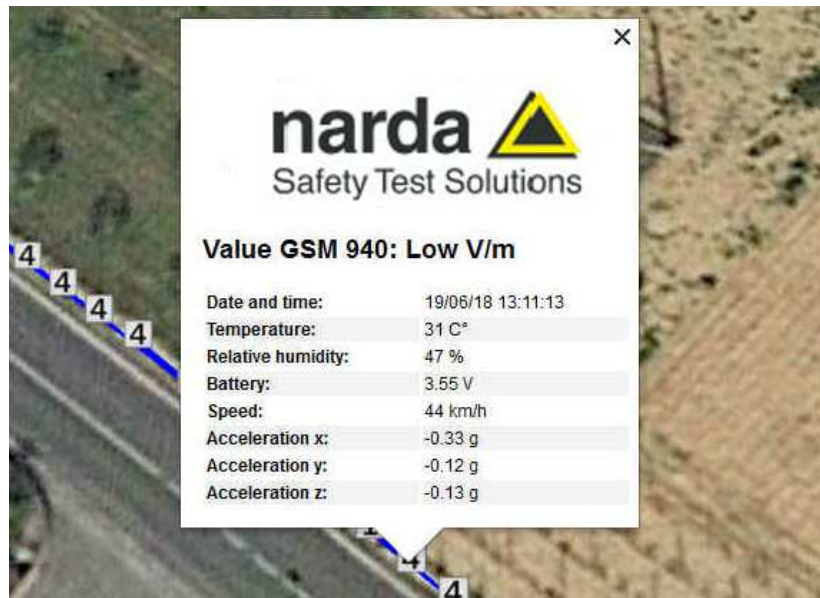 narda
Safety Test Solutions
Value GSM 940: Low V/m
Date and time: 19/06/18 13:11:13
Temperature: 31 C°
Relative humidity: 47 %
Battery: 3.55 V
Speed: 44 km/h
Acceleration x: -0.33 g
Acceleration y: -0.12 g
Acceleration z: -0.13 g
4
4
4
4
4
4